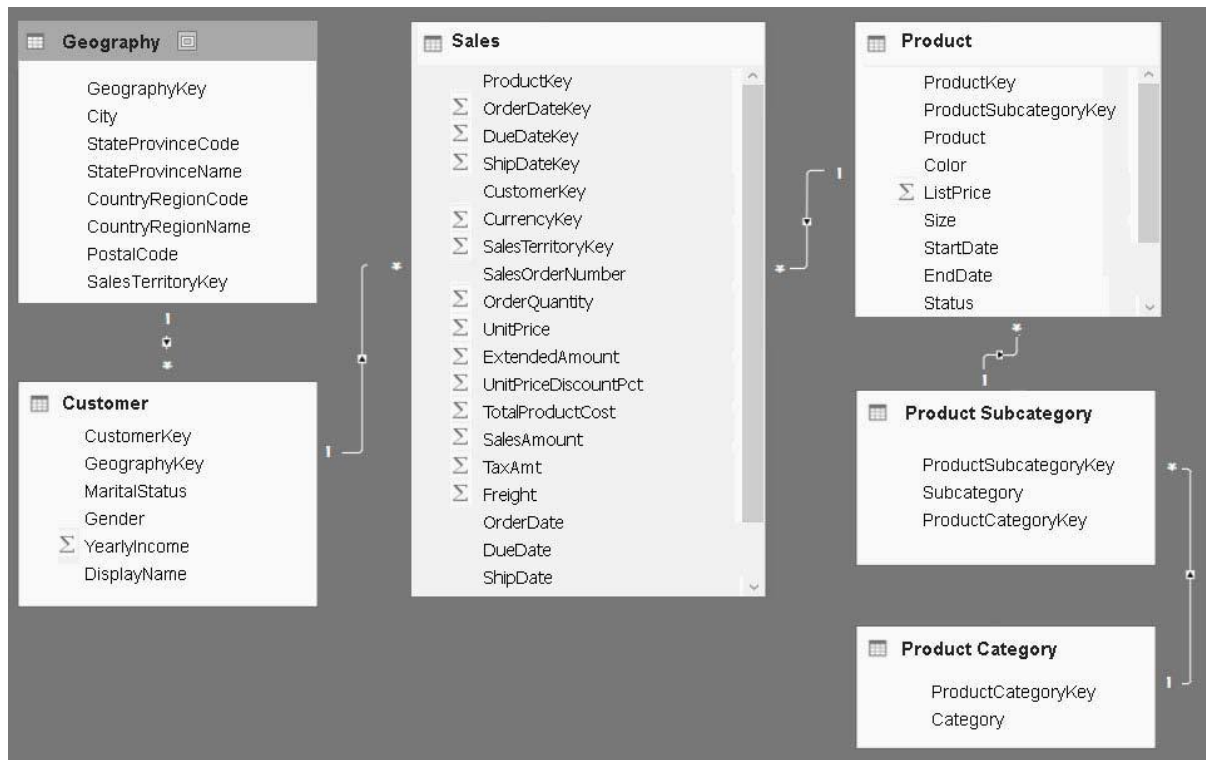 Geography
GeographyKey
City
StateProvinceCode
StateProvinceName
CountryRegionCode
CountryRegionName
PostalCode
SalesTerritoryKey
1
*
Customer
CustomerKey
GeographyKey
MaritalStatus
Gender
Σ YearlyIncome
DisplayName
1
*
Sales
ProductKey
Σ OrderDateKey
Σ DueDateKey
Σ ShipDateKey
CustomerKey
Σ CurrencyKey
Σ SalesTerritoryKey
SalesOrderNumber
Σ OrderQuantity
Σ UnitPrice
Σ ExtendedAmount
Σ UnitPriceDiscountPct
Σ TotalProductCost
Σ SalesAmount
Σ TaxAmt
Σ Freight
OrderDate
DueDate
ShipDate
*
1
Product
ProductKey
ProductSubcategoryKey
Product
Color
Σ ListPrice
Size
StartDate
EndDate
Status
*
1
Product Subcategory
ProductSubcategoryKey
Subcategory
ProductCategoryKey
*
1
Product Category
ProductCategoryKey
Category